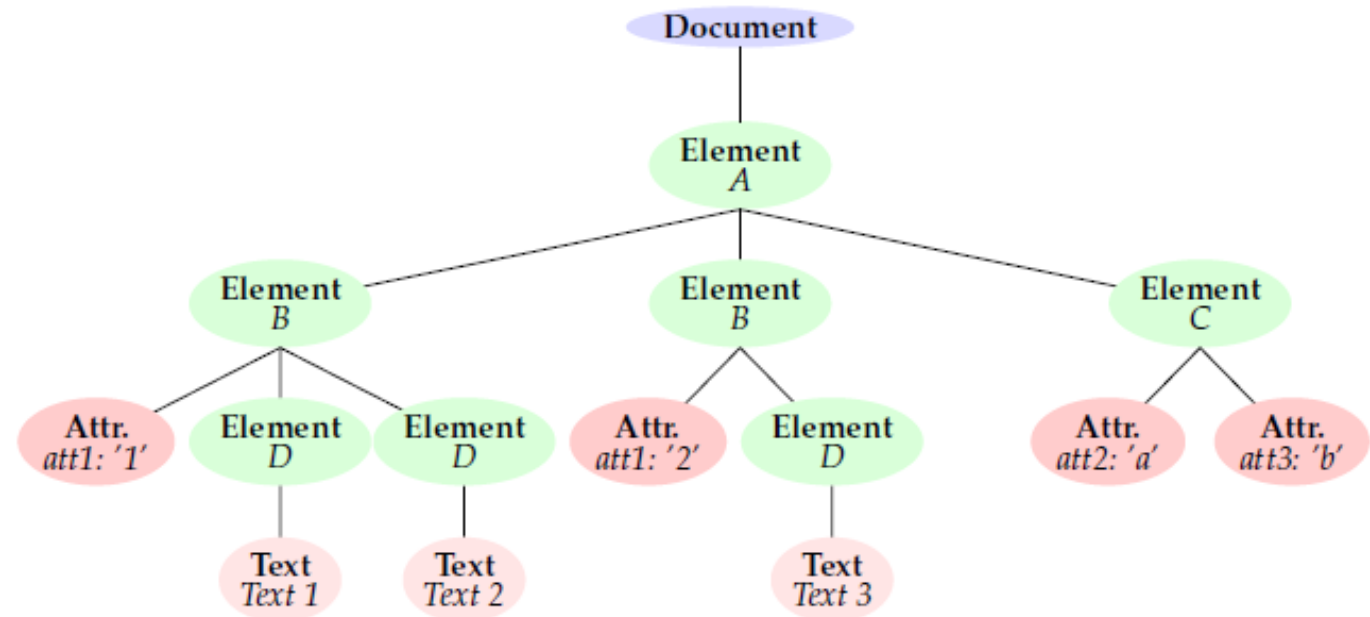 Document
Element
A
Element
B
Element
B
Element
C
Attr.
att1: '1'
Element
D
Element
D
Attr.
att1: '2'
Element
D
Attr.
att2: 'a'
Attr.
att3: 'b'
Text
Text 1
Text
Text 2
Text
Text 3